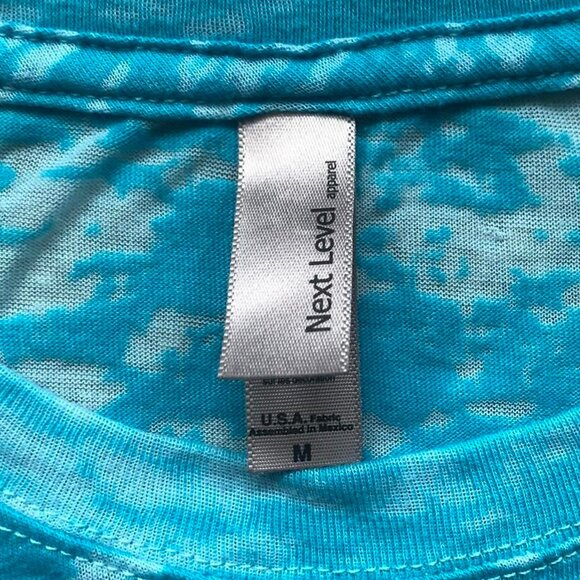 Next Level
apparel
U.S.A. Fabric
Assembled in Mexico
M